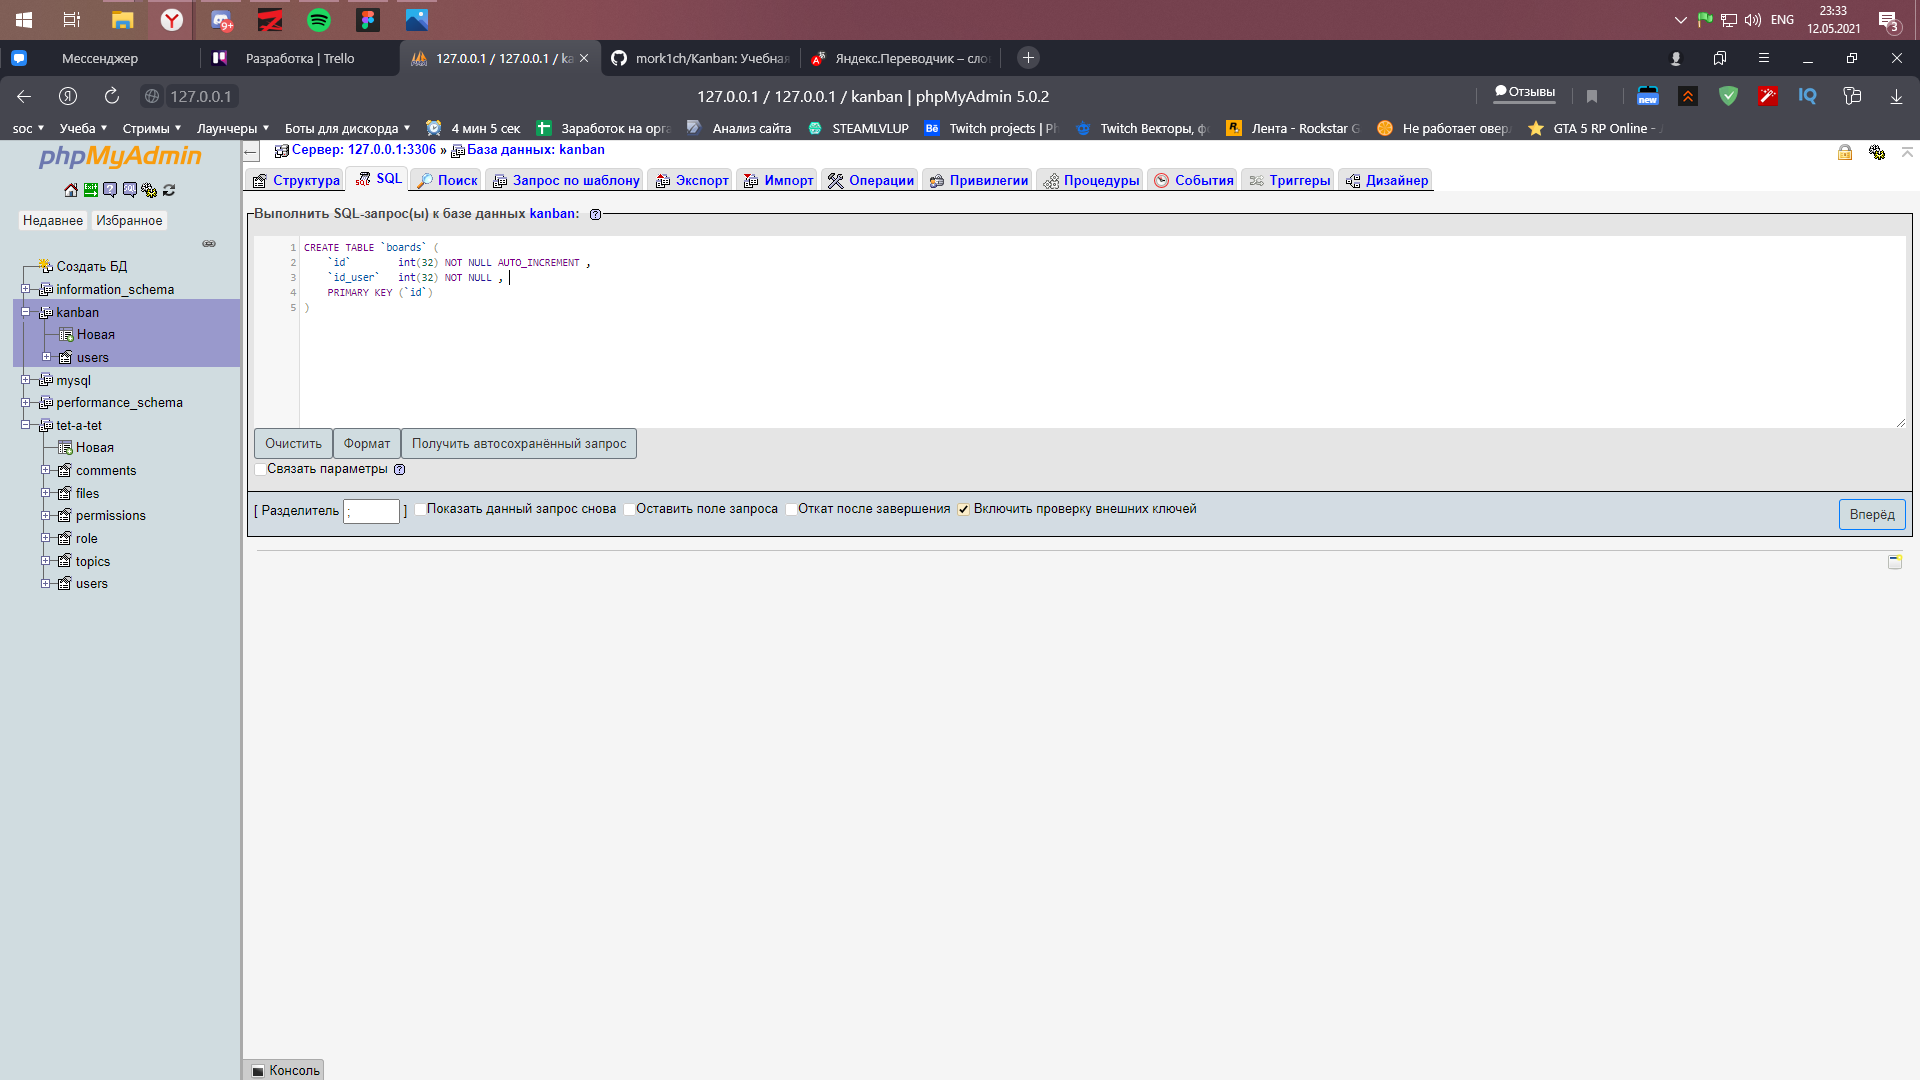 ENG
23:33
12.05.2021
3
9+
Мессенджер
Разработка | Trello
127.0.0.1 / 127.0.0.1 / ka
mork1ch/Kanban: Учебная
Яндекс.Переводчик – сло
127.0.0.1
127.0.0.1 / 127.0.0.1 / kanban | phpMyAdmin 5.0.2
Отзывы
new
IQ
soc
Учеба
Стримы
Лаунчеры
Боты для дискорда
4 мин 5 сек
Заработок на орга
Анализ сайта
STEAMLVLUP
Twitch projects | Ph
Twitch Векторы, фо
Лента - Rockstar G
Не работает овер
GTA 5 RP Online -
phpMyAdmin
Недавнее
Избранное
Создать БД
information_schema
kanban
Новая
users
mysql
performance_schema
tet-a-tet
Новая
comments
files
permissions
role
topics
users
Сервер: 127.0.0.1:3306 » База данных: kanban
Структура
SQL
Поиск
Запрос по шаблону
Экспорт
Импорт
Операции
Привилегии
Процедуры
События
Триггеры
Дизайнер
Выполнить SQL-запрос(ы) к базе данных kanban:
1 CREATE TABLE `boards` (
2 `id` int(32) NOT NULL AUTO_INCREMENT ,
3 `id_user` int(32) NOT NULL ,
4 PRIMARY KEY (`id`)
5 )
Очистить
Формат
Получить автосохранённый запрос
Связать параметры
[ Разделитель ; ]
Показать данный запрос снова
Оставить поле запроса
Откат после завершения
Включить проверку внешних ключей
Вперёд
Консоль